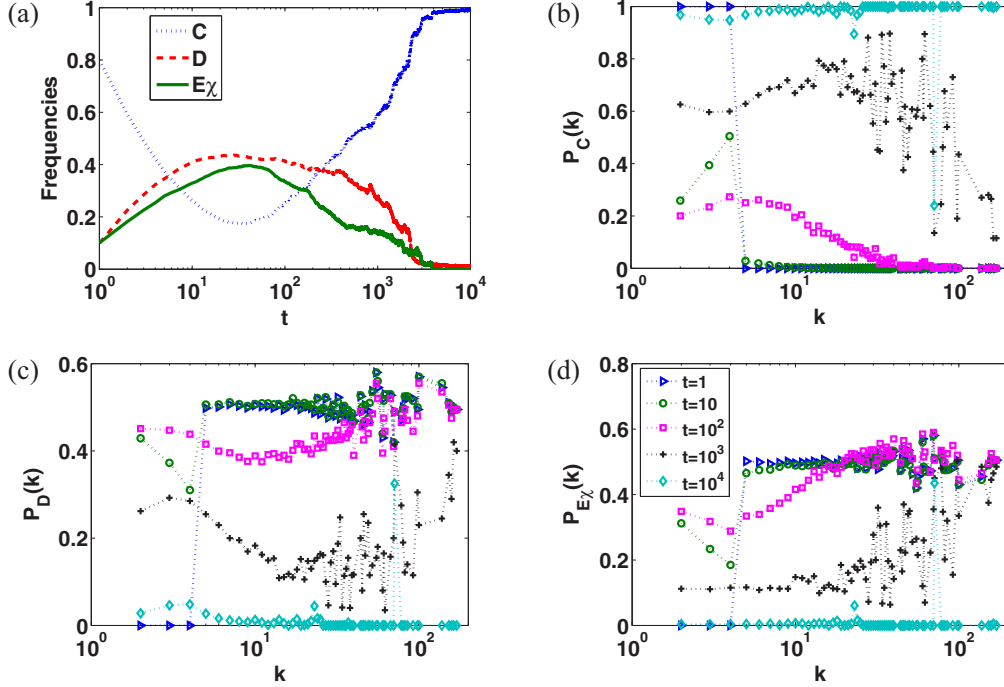 (a)
1
0.8
0.6
0.4
0.2
0
10^0 10^1 10^2 10^3 10^4
t
Frequencies
C
D
Eχ
(b)
1
0.8
0.6
0.4
0.2
0
10^0 10^1 10^2
k
P_C(k)
(c)
0.6
0.4
0.2
0
10^0 10^1 10^2
k
P_D(k)
(d)
0.8
0.6
0.4
0.2
0
10^0 10^1 10^2
k
P_Eχ(k)
t=1
t=10
t=10^2
t=10^3
t=10^4